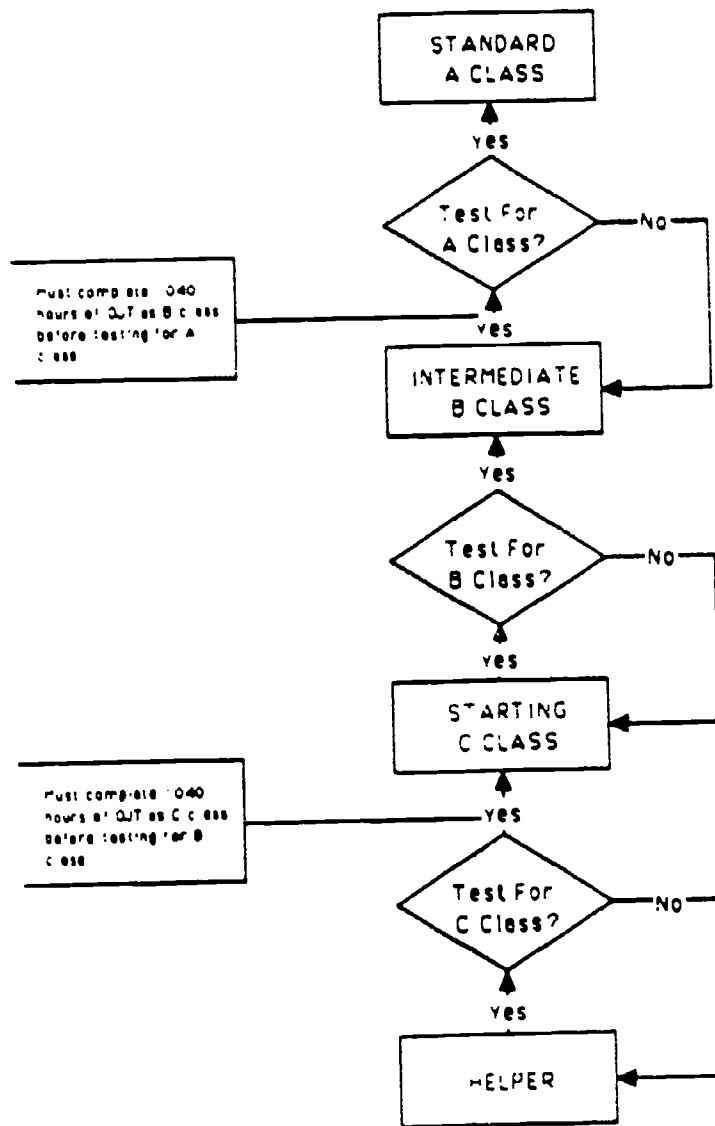 STANDARD
A CLASS
Yes
Test For
A Class?
No
Must complete 1040
hours of OJT as B class
before testing for A
class
Yes
INTERMEDIATE
B CLASS
Yes
Test For
B Class?
No
Yes
STARTING
C CLASS
Must complete 1040
hours of OJT as C class
before testing for B
class
Yes
Test For
C Class?
No
Yes
HELPER